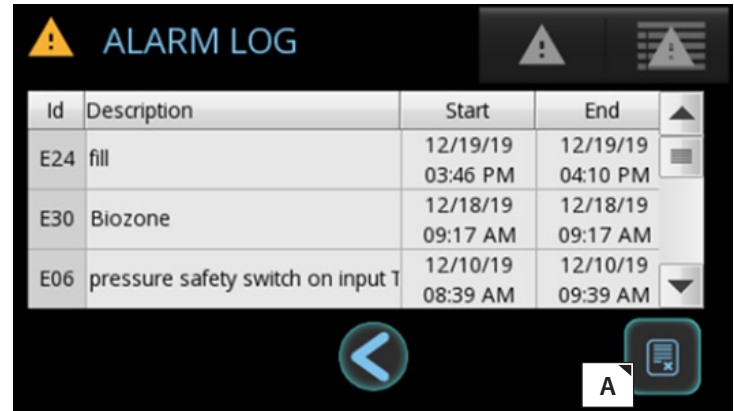 ALARM LOG
Id Description Start End
E24 fill 12/19/19 03:46 PM 12/19/19 04:10 PM
E30 Biozone 12/18/19 09:17 AM 12/18/19 09:17 AM
E06 pressure safety switch on input T 12/10/19 08:39 AM 12/10/19 09:39 AM
A